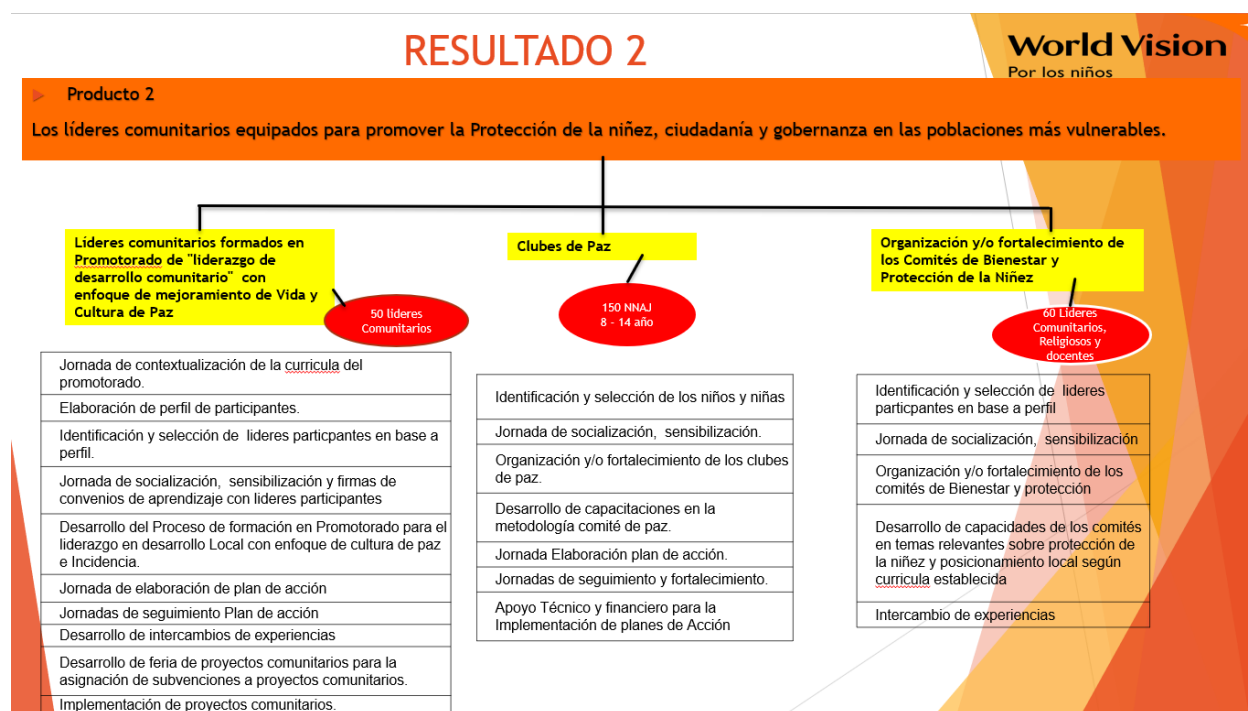 RESULTADO 2
World Vision
Por los niños
Producto 2
Los líderes comunitarios equipados para promover la Protección de la niñez, ciudadanía y gobernanza en las poblaciones más vulnerables.
Líderes comunitarios formados en
Promotorado de "liderazgo de
desarrollo comunitario" con
enfoque de mejoramiento de Vida y
Cultura de Paz
50 lideres
Comunitarios
Jornada de contextualización de la curricula del
promotorado.
Elaboración de perfil de participantes.
Identificación y selección de lideres particpantes en base a
perfil.
Jornada de socialización, sensibilización y firmas de
convenios de aprendizaje con lideres participantes
Desarrollo del Proceso de formación en Promotorado para el
liderazgo en desarrollo Local con enfoque de cultura de paz
e Incidencia.
Jornada de elaboración de plan de acción
Jornadas de seguimiento Plan de acción
Desarrollo de intercambios de experiencias
Desarrollo de feria de proyectos comunitarios para la
asignación de subvenciones a proyectos comunitarios.
Implementación de proyectos comunitarios.
Clubes de Paz
150 NNAJ
8 - 14 año
Identificación y selección de los niños y niñas
Jornada de socialización, sensibilización.
Organización y/o fortalecimiento de los clubes
de paz.
Desarrollo de capacitaciones en la
metodología comité de paz.
Jornada Elaboración plan de acción.
Jornadas de seguimiento y fortalecimiento.
Apoyo Técnico y financiero para la
Implementación de planes de Acción
Organización y/o fortalecimiento de
los Comités de Bienestar y
Protección de la Niñez
60 Lideres
Comunitarios,
Religiosos y
docentes
Identificación y selección de lideres
particpantes en base a perfil
Jornada de socialización, sensibilización
Organización y/o fortalecimiento de los
comités de Bienestar y protección
Desarrollo de capacidades de los comités
en temas relevantes sobre protección de
la niñez y posicionamiento local según
curricula establecida
Intercambio de experiencias